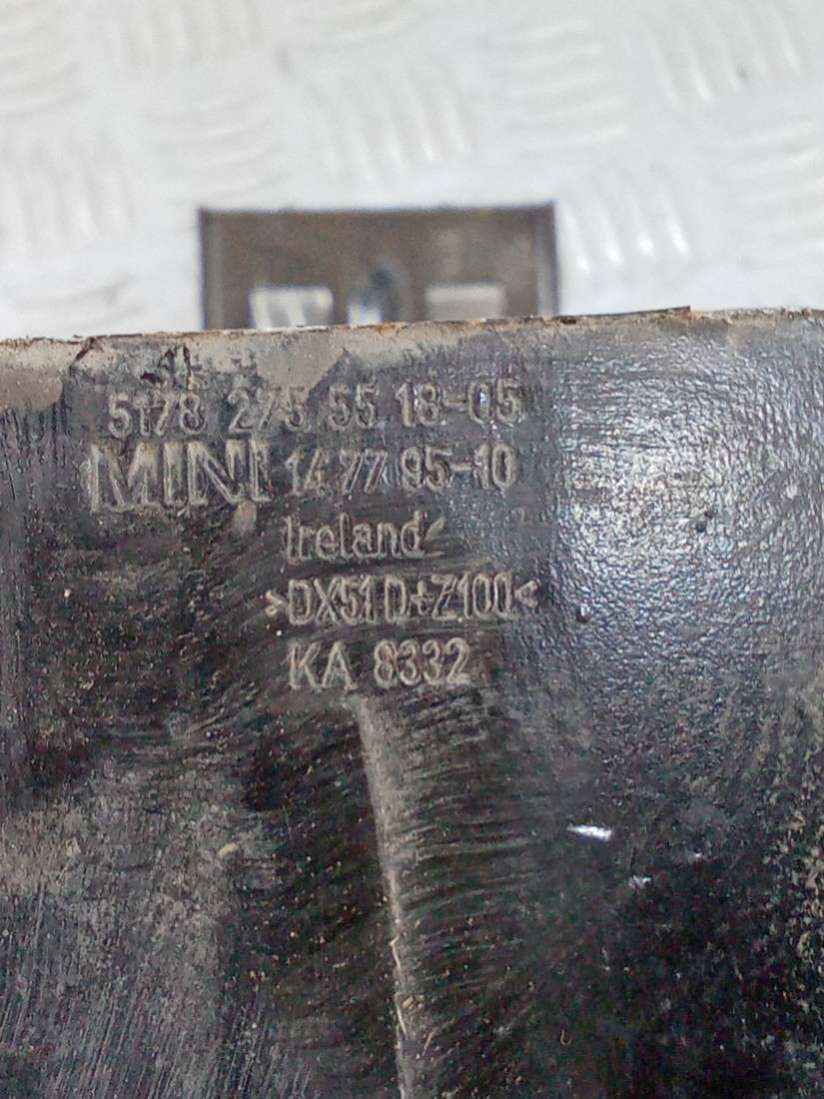 5178 275 55 18-05
MINI 14 77 95-10
Ireland
>DX51D+Z100<
KA 8332